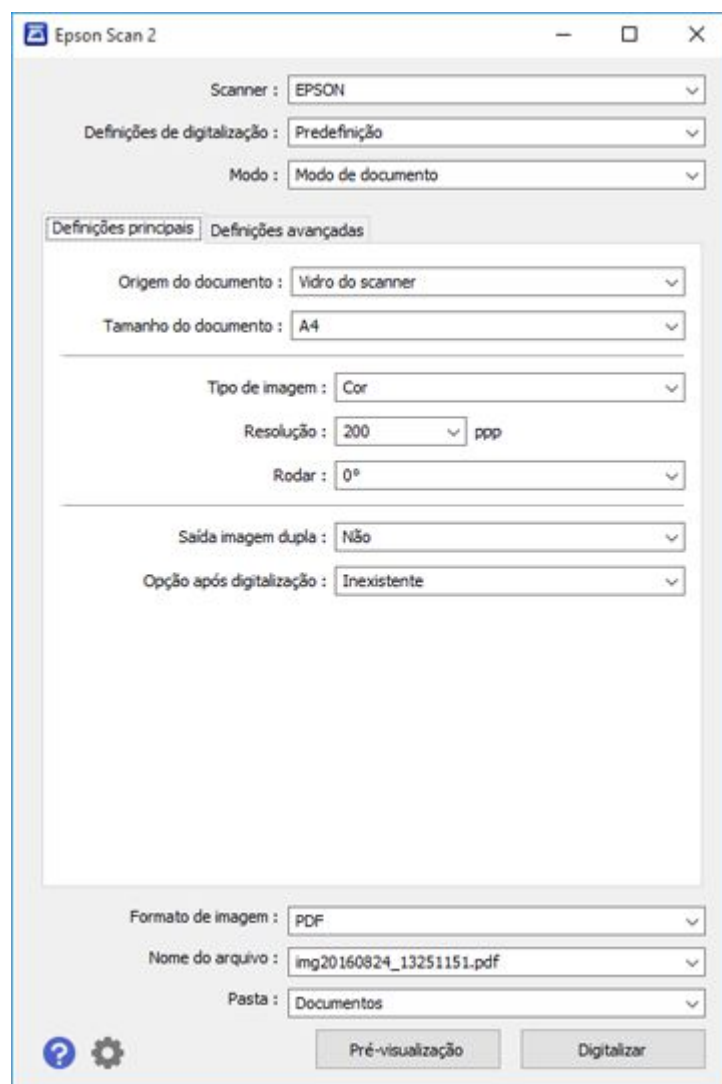 Epson Scan 2
Scanner : EPSON
Definições de digitalização : Predefinição
Modo : Modo de documento
Definições principais Definições avançadas
Origem do documento : Vidro do scanner
Tamanho do documento : A4
Tipo de imagem : Cor
Resolução : 200 ppp
Rodar : 0°
Saída imagem dupla : Não
Opção após digitalização : Inexistente
Formato de imagem : PDF
Nome do arquivo : img20160824_13251151.pdf
Pasta : Documentos
? Pré-visualização Digitalizar